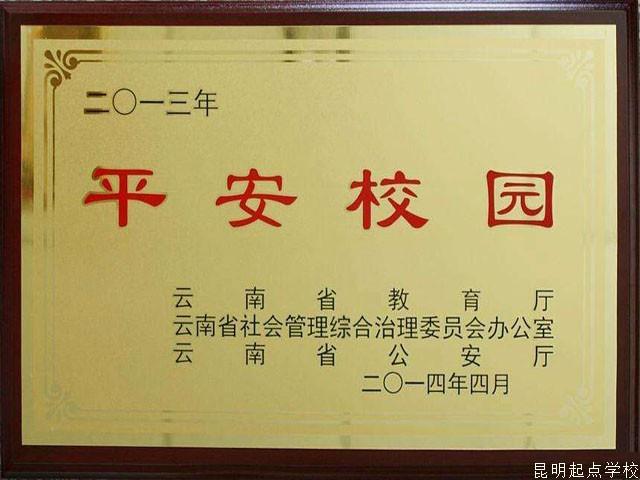 二〇一三年
平安校园
云南省教育厅
云南省社会管理综合治理委员会办公室
云南省公安厅
二〇一四年四月
昆明起点学校